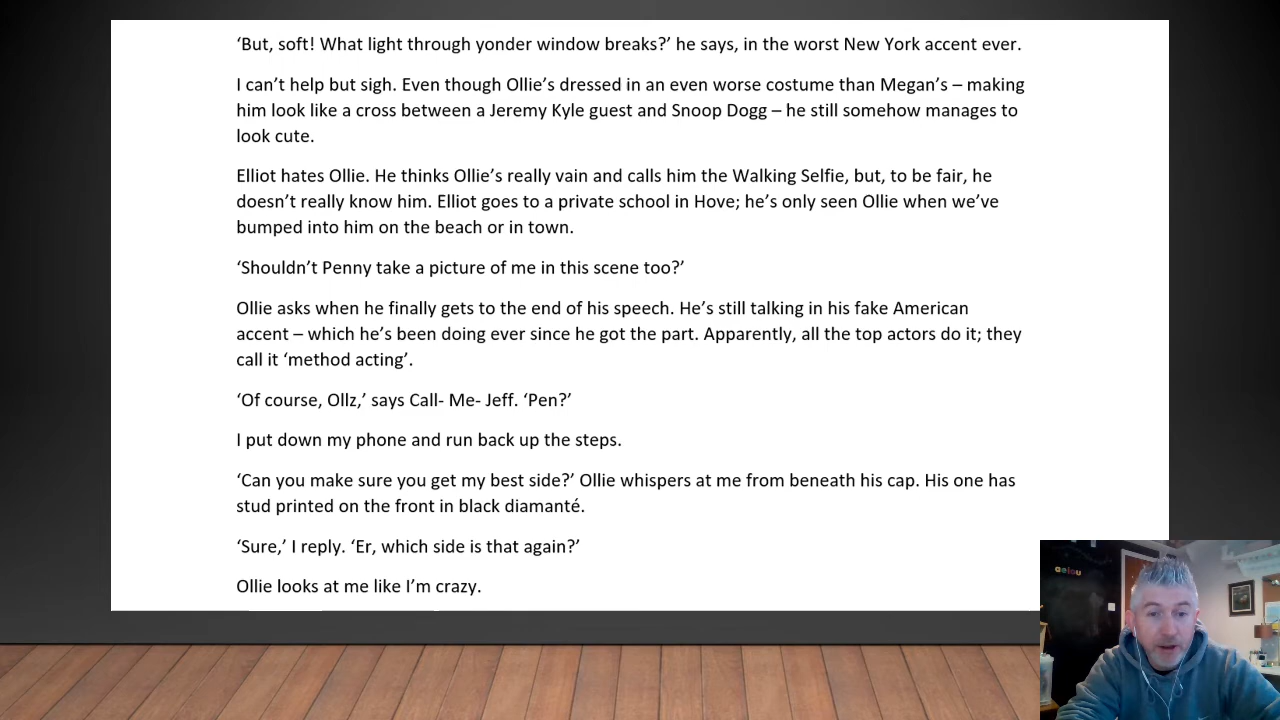 ‘But, soft! What light through yonder window breaks?’ he says, in the worst New York accent ever.
I can’t help but sigh. Even though Ollie’s dressed in an even worse costume than Megan’s – making
him look like a cross between a Jeremy Kyle guest and Snoop Dogg – he still somehow manages to
look cute.
Elliot hates Ollie. He thinks Ollie’s really vain and calls him the Walking Selfie, but, to be fair, he
doesn’t really know him. Elliot goes to a private school in Hove; he’s only seen Ollie when we’ve
bumped into him on the beach or in town.
‘Shouldn’t Penny take a picture of me in this scene too?’
Ollie asks when he finally gets to the end of his speech. He’s still talking in his fake American
accent – which he’s been doing ever since he got the part. Apparently, all the top actors do it; they
call it ‘method acting’.
‘Of course, Ollz,’ says Call- Me- Jeff. ‘Pen?’
I put down my phone and run back up the steps.
‘Can you make sure you get my best side?’ Ollie whispers at me from beneath his cap. His one has
stud printed on the front in black diamanté.
‘Sure,’ I reply. ‘Er, which side is that again?’
Ollie looks at me like I’m crazy.
aeiou